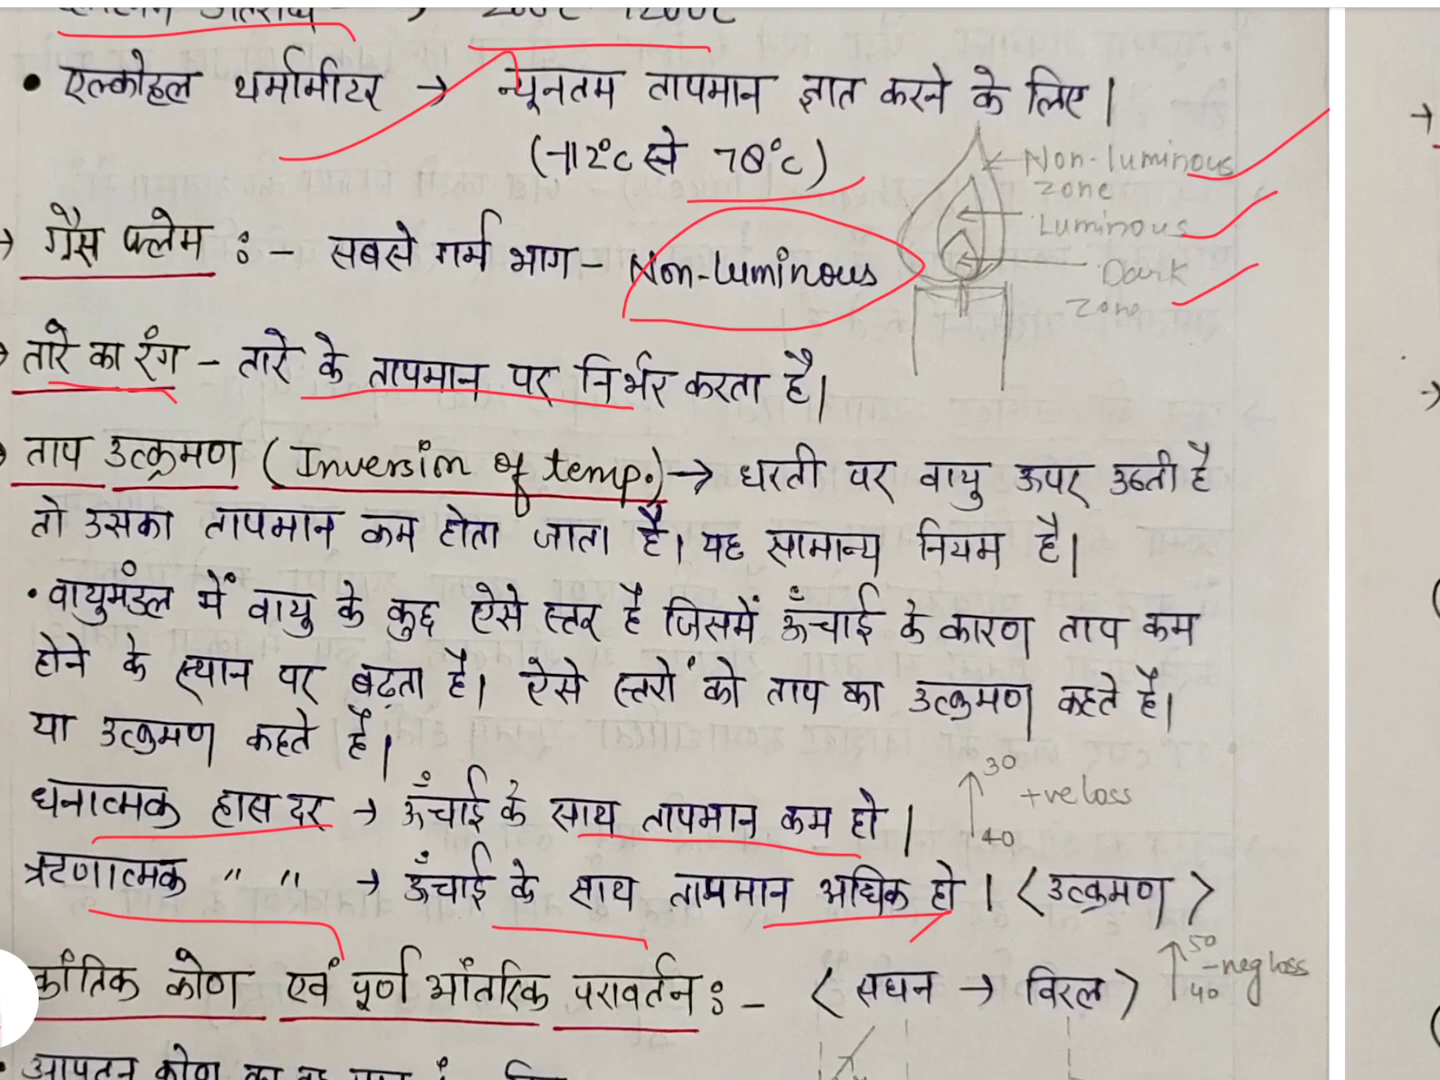 → 200℃ - 1200℃
• एल्कोहल थर्मामीटर → न्यूनतम तापमान ज्ञात करने के लिए।
(-112°C से 78°C)
Non-luminous
zone
Luminous
Dark
zone
→ गैस फ्लेम : - सबसे गर्म भाग - Non-luminous
→ तारे का रंग - तारे के तापमान पर निर्भर करता है।
→ ताप उत्क्रमण (Inversion of temp.) → धरती पर वायु ऊपर उठती है
तो उसका तापमान कम होता जाता है। यह सामान्य नियम है।
• वायुमंडल में वायु के कुछ ऐसे स्तर है जिसमें ऊँचाई के कारण ताप कम
होने के स्थान पर बढ़ता है। ऐसे स्तरों को ताप का उत्क्रमण कहते है।
या उत्क्रमण कहते है।
धनात्मक ह्रास दर → ऊँचाई के साथ तापमान कम हो।
30
+ve loss
40
ऋणात्मक " " → ऊँचाई के साथ तापमान अधिक हो। (उत्क्रमण)
50
-neg loss
40
क्रांतिक कोण एवं पूर्ण आंतरिक परावर्तन : - (सघन → विरल)
• आपतन कोण का वह मान